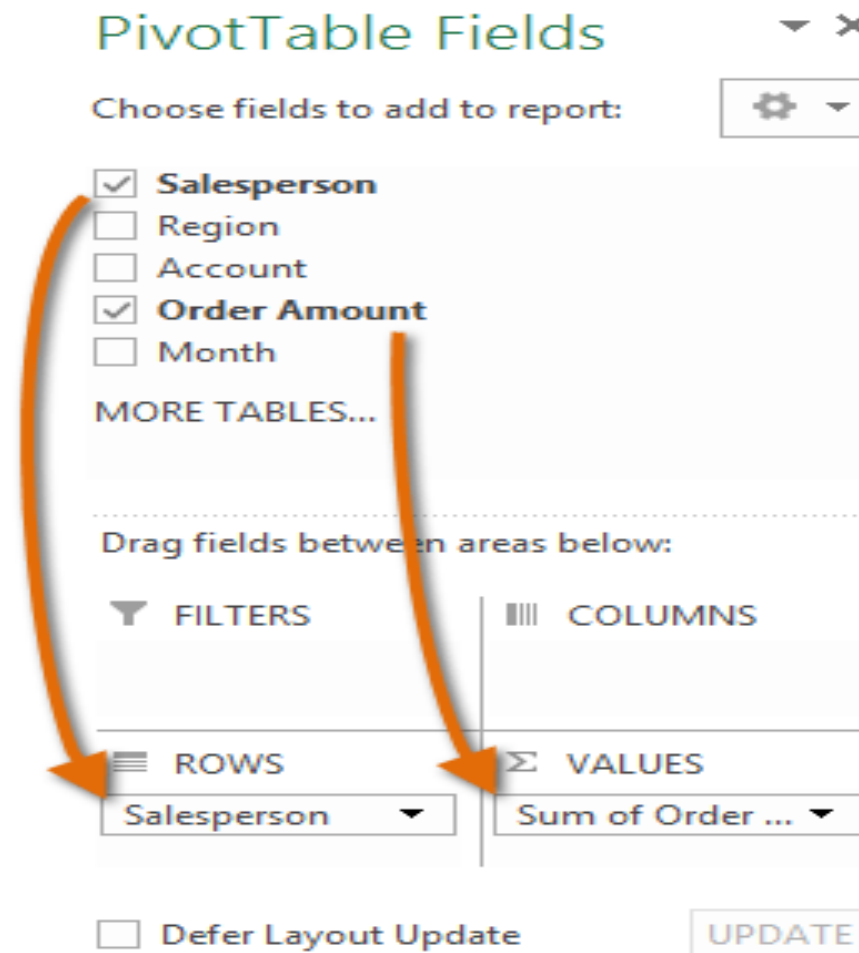 PivotTable Fields
Choose fields to add to report:
Salesperson
Region
Account
Order Amount
Month
MORE TABLES...
Drag fields between areas below:
FILTERS
COLUMNS
ROWS
Σ VALUES
Salesperson
Sum of Order ...
Defer Layout Update
UPDATE